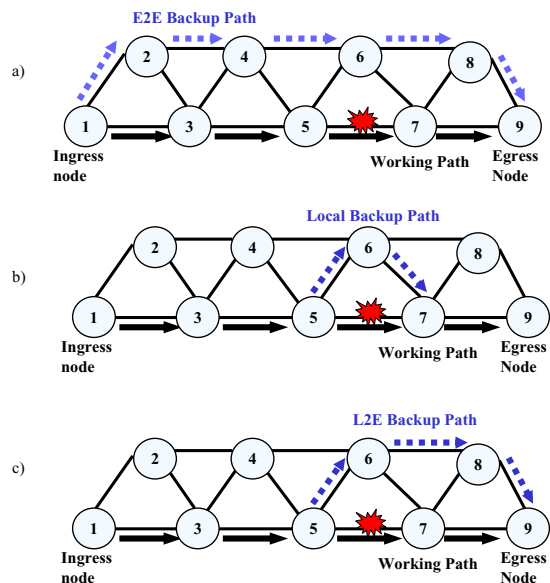 E2E Backup Path
a)
2 4 6 8
1 3 5 7 9
Ingress node
Working Path
Egress Node
Local Backup Path
b)
2 4 6 8
1 3 5 7 9
Ingress node
Working Path
Egress Node
L2E Backup Path
c)
2 4 6 8
1 3 5 7 9
Ingress node
Working Path
Egress Node